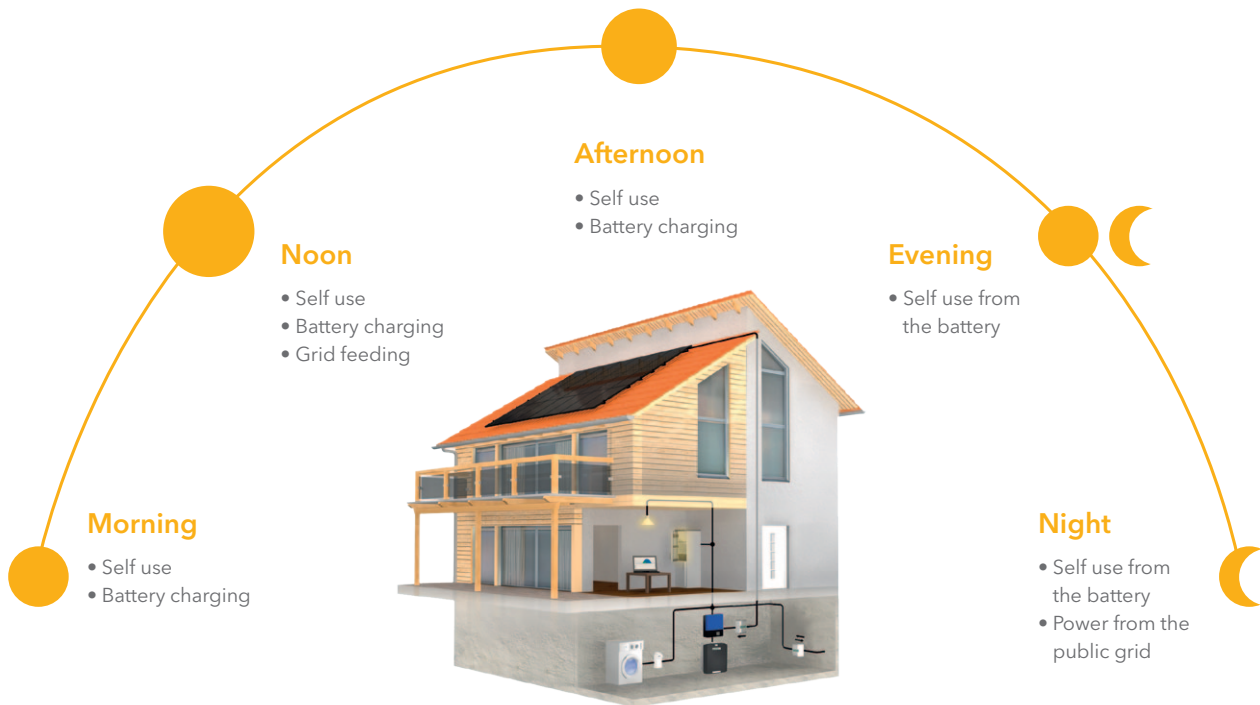 Morning
• Self use
• Battery charging
Noon
• Self use
• Battery charging
• Grid feeding
Afternoon
• Self use
• Battery charging
Evening
• Self use from
the battery
Night
• Self use from
the battery
• Power from the
public grid